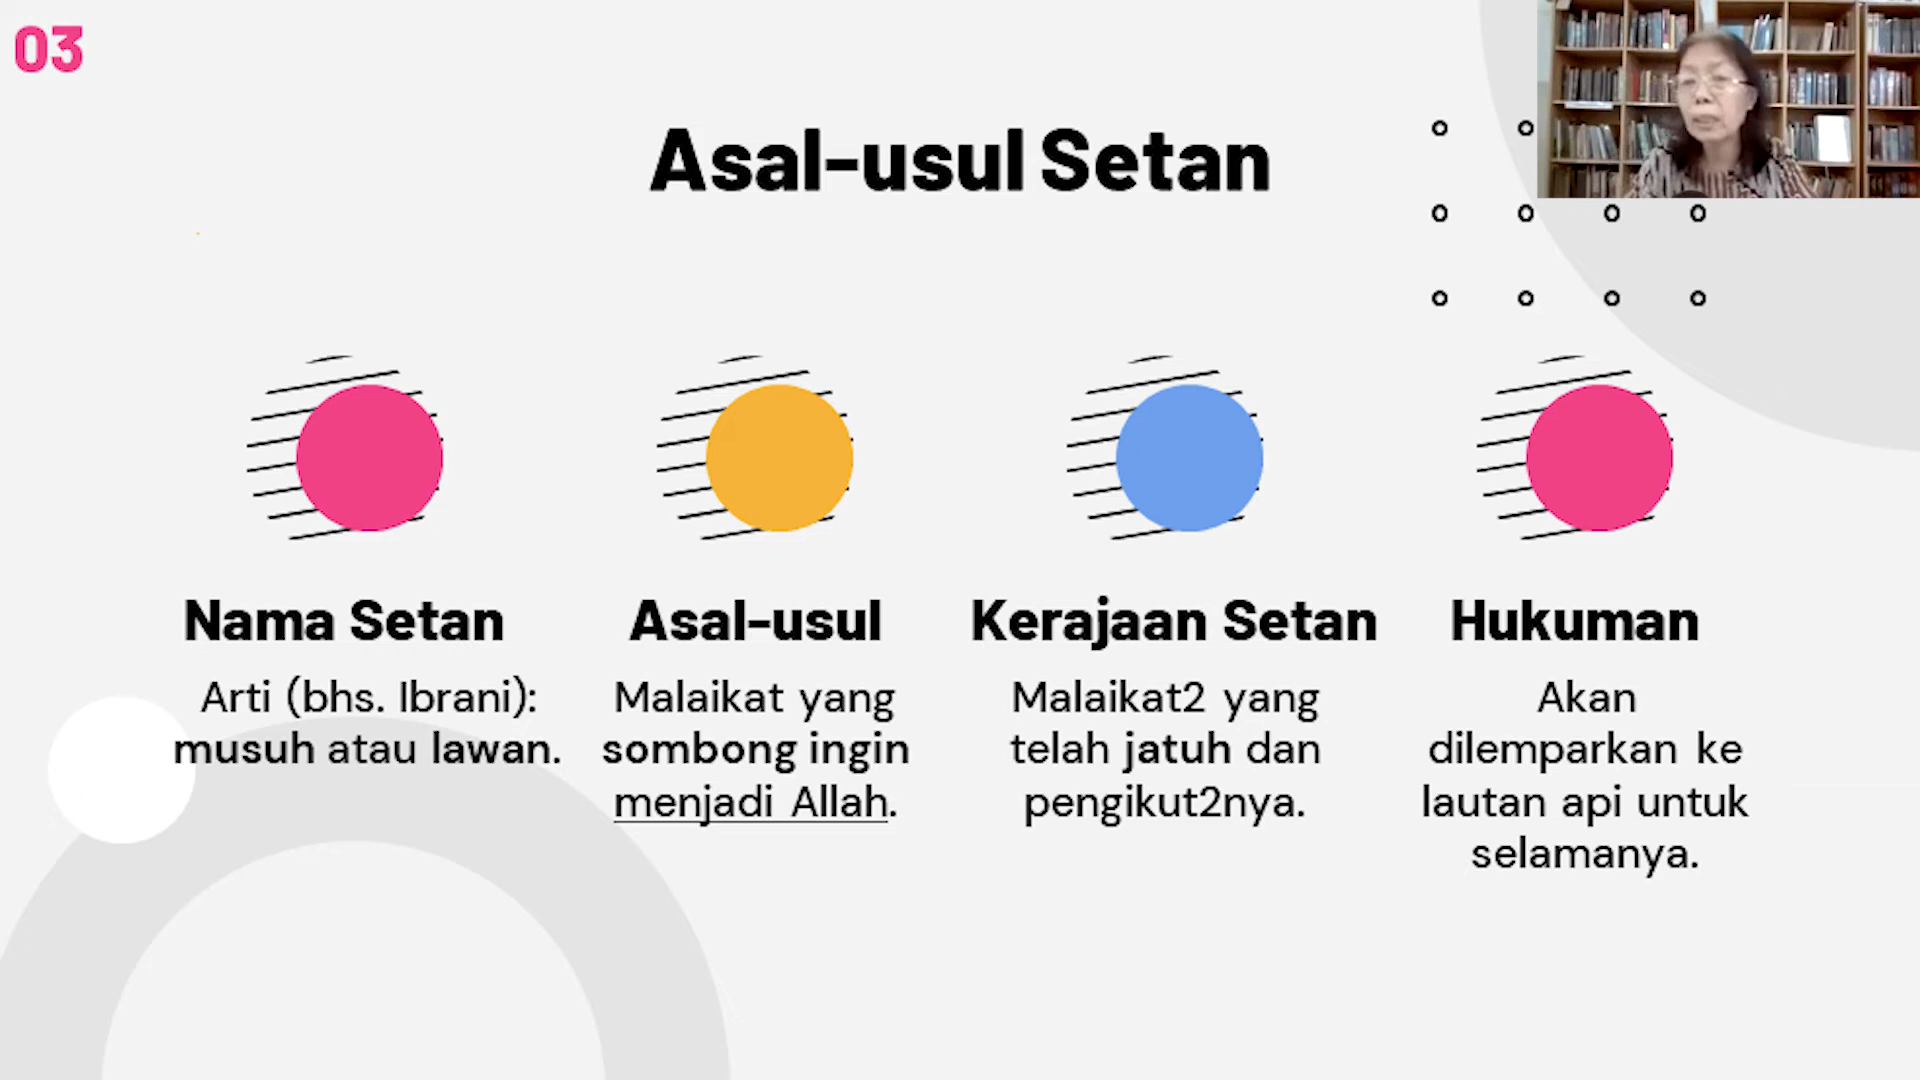 03
Asal-usul Setan
Nama Setan
Arti (bhs. Ibrani):
musuh atau lawan.
Asal-usul
Malaikat yang
sombong ingin
menjadi Allah.
Kerajaan Setan
Malaikat2 yang
telah jatuh dan
pengikut2nya.
Hukuman
Akan
dilemparkan ke
lautan api untuk
selamanya.